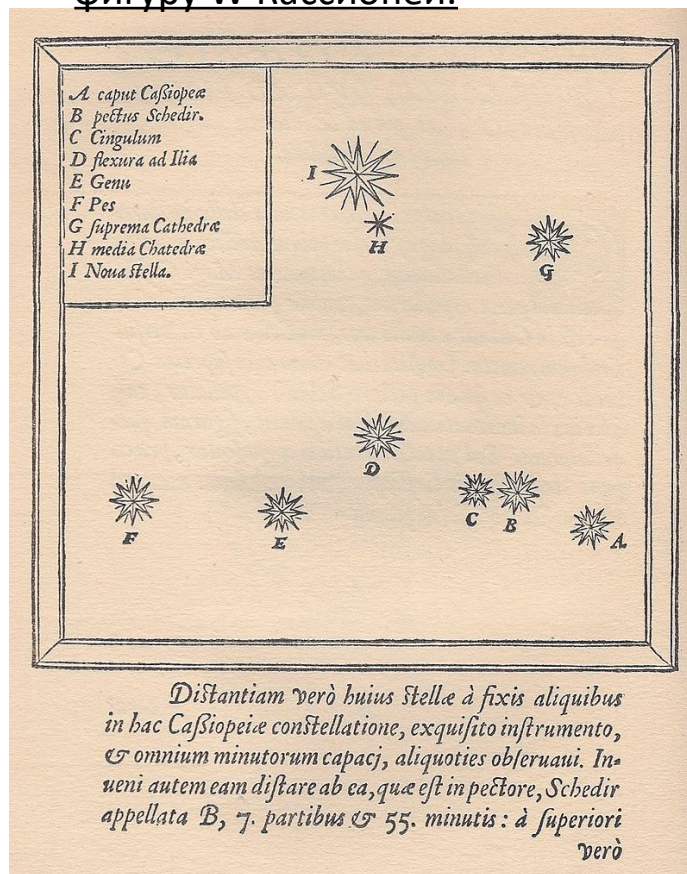 фигуру W Кассиопеи.
A caput Caßiopeæ
B pectus Schedir.
C Cingulum
D flexura ad Ilia
E Genu
F Pes
G ſuprema Cathedræ
H media Chatedræ
I Noua ſtella.
I
H
G
D
F
E
C
B
A
Diſtantiam verò huius ſtellæ à fixis aliquibus
in hac Caßiopeiæ conſtellatione, exquiſito inſtrumento,
& omnium minutorum capacj, aliquoties obſeruaui. In-
ueni autem eam diſtare ab ea, quæ eſt in pectore, Schedir
appellata B, 7. partibus & 55. minutis : à ſuperiori
verò